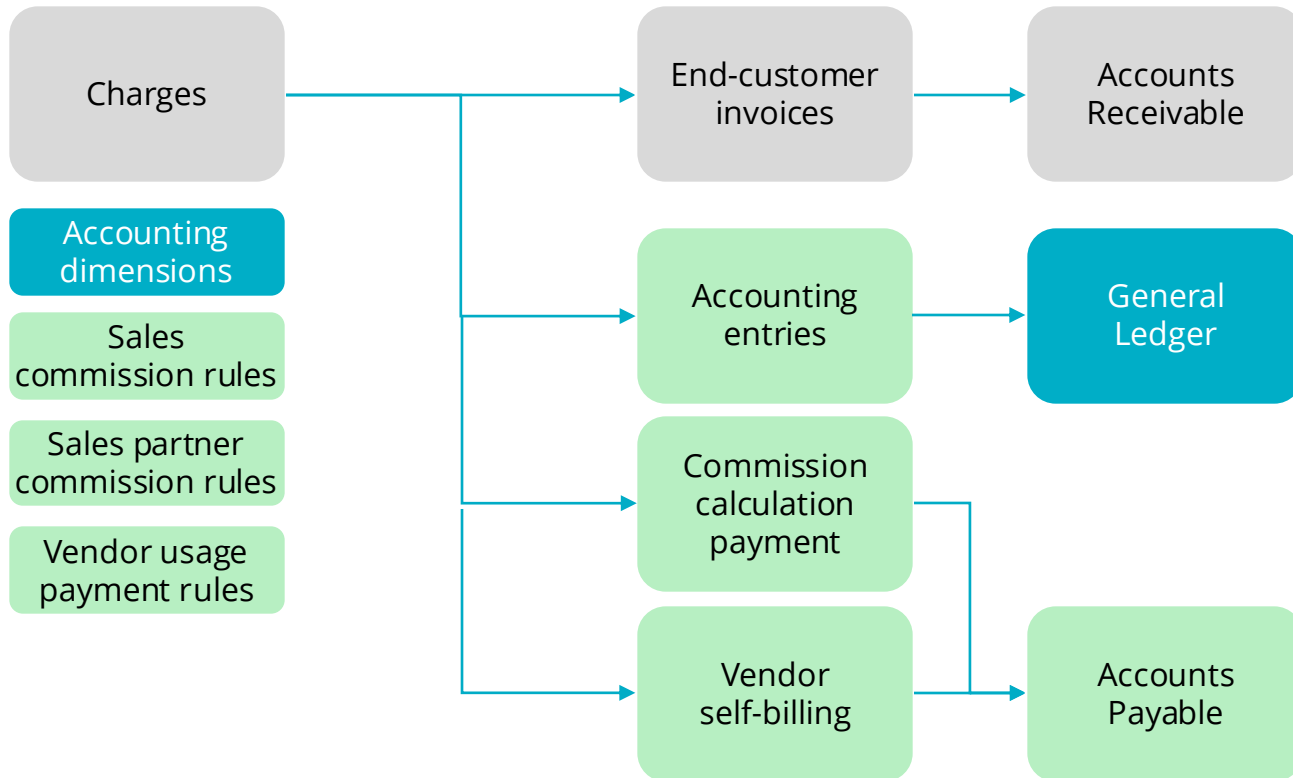 Charges
End-customer
invoices
Accounts
Receivable
Accounting
dimensions
Sales
commission rules
Sales partner
commission rules
Vendor usage
payment rules
Accounting
entries
General
Ledger
Commission
calculation
payment
Vendor
self-billing
Accounts
Payable